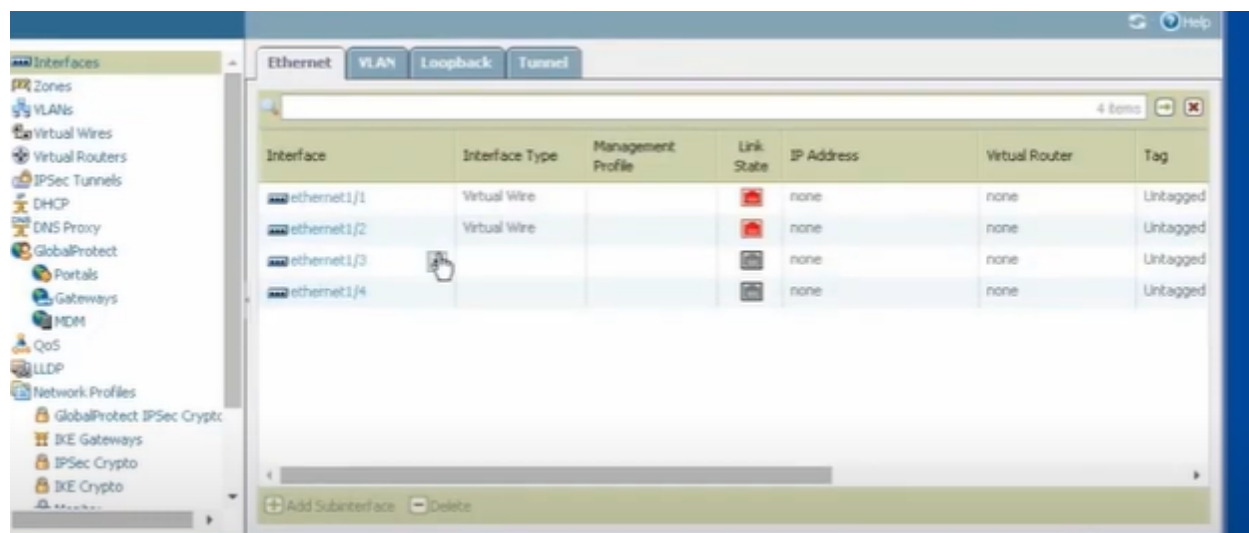 Help
Interfaces
Zones
VLANs
Virtual Wires
Virtual Routers
IPSec Tunnels
DHCP
DNS Proxy
GlobalProtect
Portals
Gateways
MDM
QoS
LLDP
Network Profiles
GlobalProtect IPSec Crypto
IKE Gateways
IPSec Crypto
IKE Crypto
Ethernet VLAN Loopback Tunnel
4 items
Interface Interface Type Management Profile Link State IP Address Virtual Router Tag
ethernet1/1 Virtual Wire none none Untagged
ethernet1/2 Virtual Wire none none Untagged
ethernet1/3 none none Untagged
ethernet1/4 none none Untagged
Add Subinterface Delete